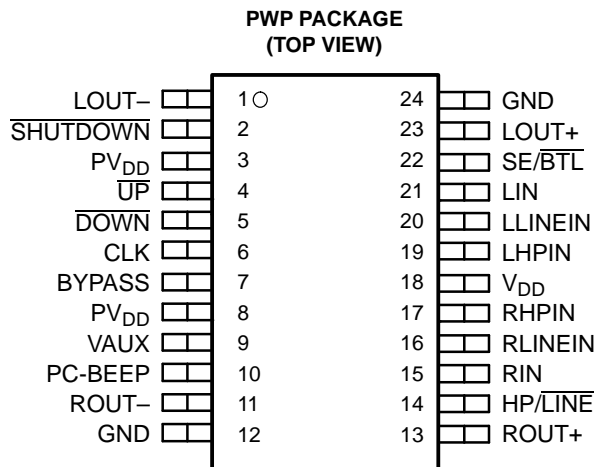 PWP PACKAGE
(TOP VIEW)
LOUT– 1 24 GND
SHUTDOWN 2 23 LOUT+
PVDD 3 22 SE/BTL
UP 4 21 LIN
DOWN 5 20 LLINEIN
CLK 6 19 LHPIN
BYPASS 7 18 VDD
PVDD 8 17 RHPIN
VAUX 9 16 RLINEIN
PC-BEEP 10 15 RIN
ROUT– 11 14 HP/LINE
GND 12 13 ROUT+